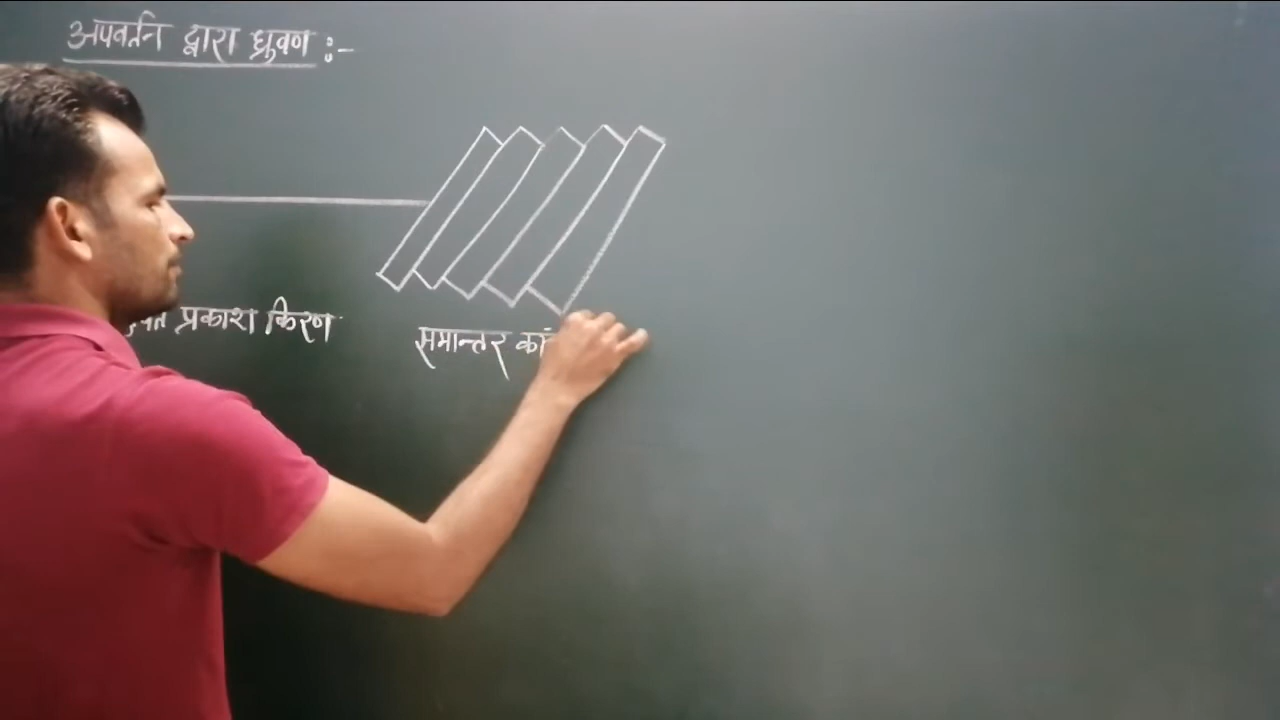 अपवर्तन द्वारा ध्रुवण :-
प्रकाश किरण
समान्तर